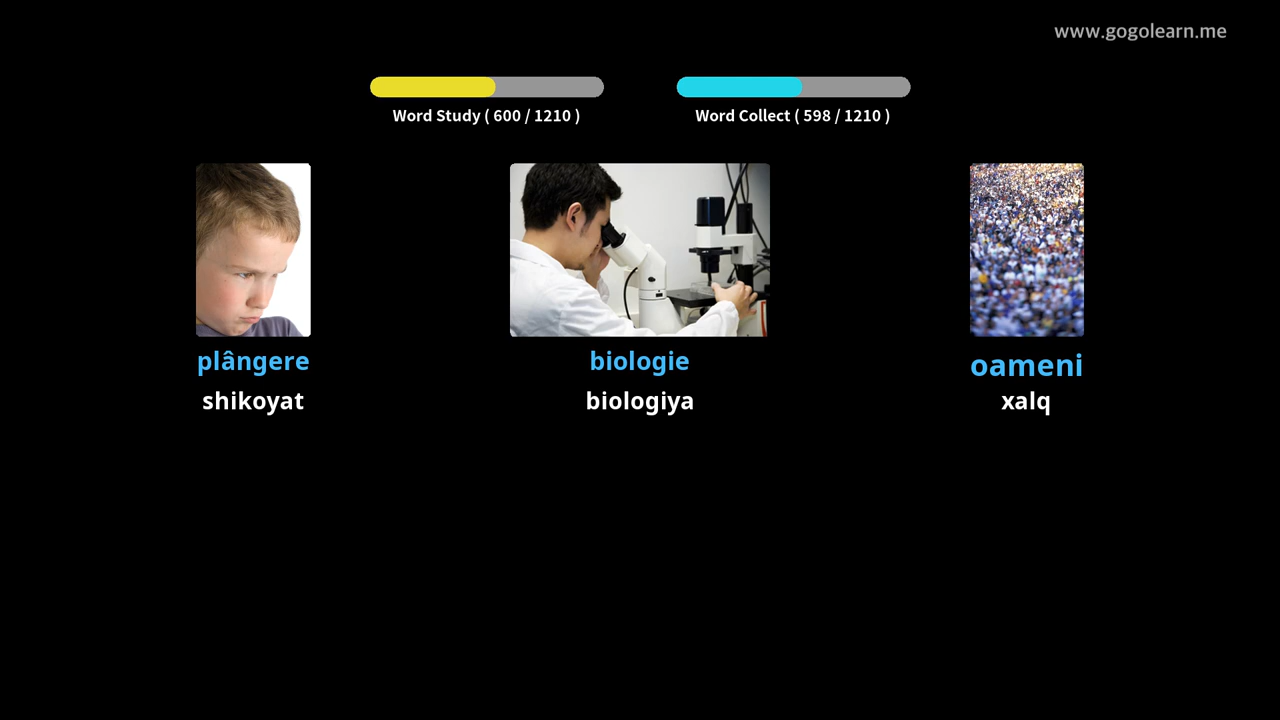 www.gogolearn.me
Word Study ( 600 / 1210 )
Word Collect ( 598 / 1210 )
plângere
biologie
oameni
shikoyat
biologiya
xalq